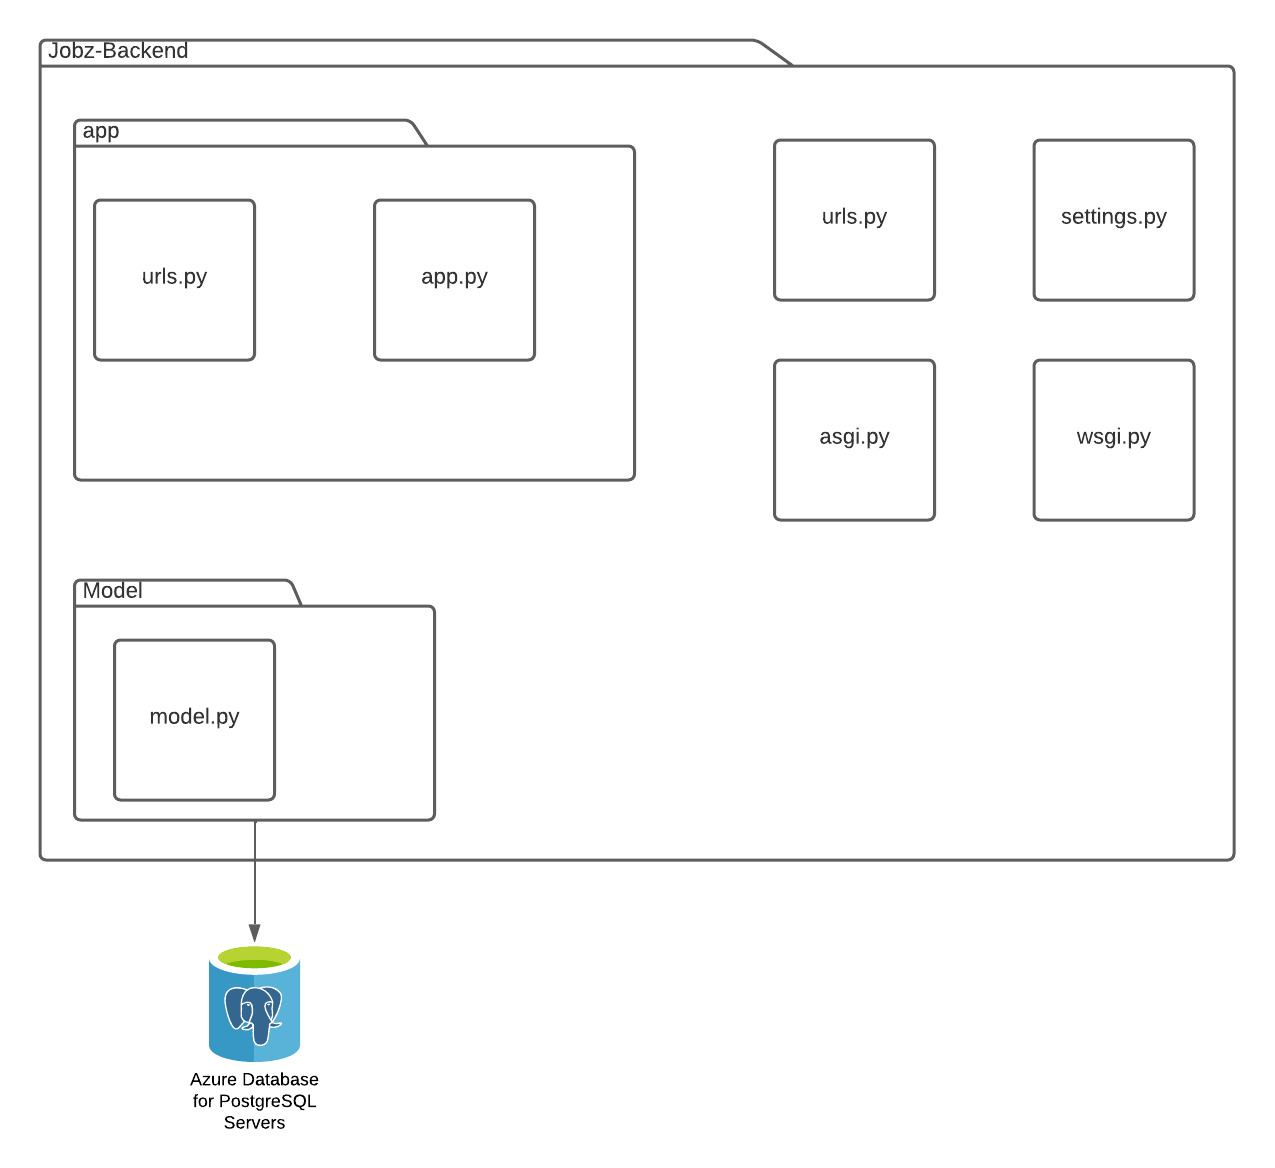 Jobz-Backend
app
urls.py
app.py
urls.py
settings.py
asgi.py
wsgi.py
Model
model.py
Azure Database
for PostgreSQL
Servers